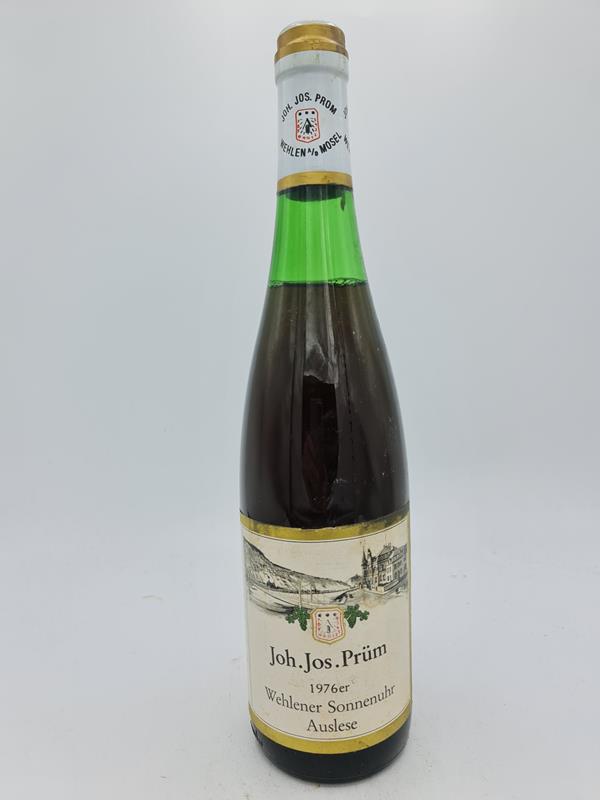 JOH. JOS. PRÜM
WEHLEN A/D MOSEL
Joh. Jos. Prüm
1976er
Wehlener Sonnenuhr
Auslese